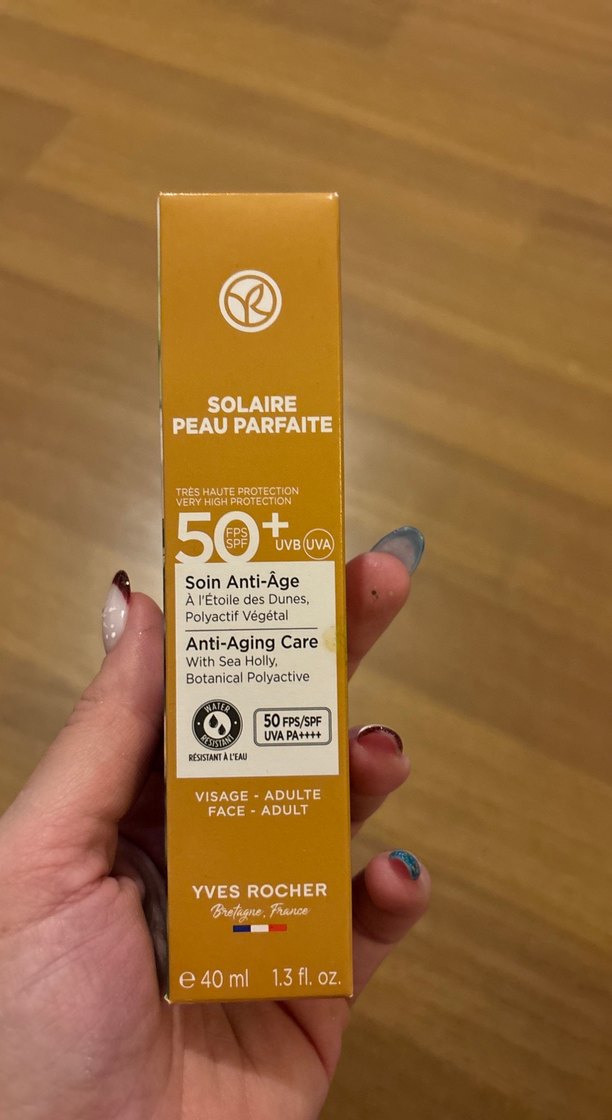 SOLAIRE
PEAU PARFAITE
TRÈS HAUTE PROTECTION
VERY HIGH PROTECTION
50+ FPS SPF UVB UVA
Soin Anti-Âge
À l'Étoile des Dunes,
Polyactif Végétal
Anti-Aging Care
With Sea Holly,
Botanical Polyactive
WATER RESISTANT
RÉSISTANT À L'EAU
50 FPS/SPF
UVA PA++++
VISAGE - ADULTE
FACE - ADULT
YVES ROCHER
Bretagne, France
℮ 40 ml 1.3 fl. oz.